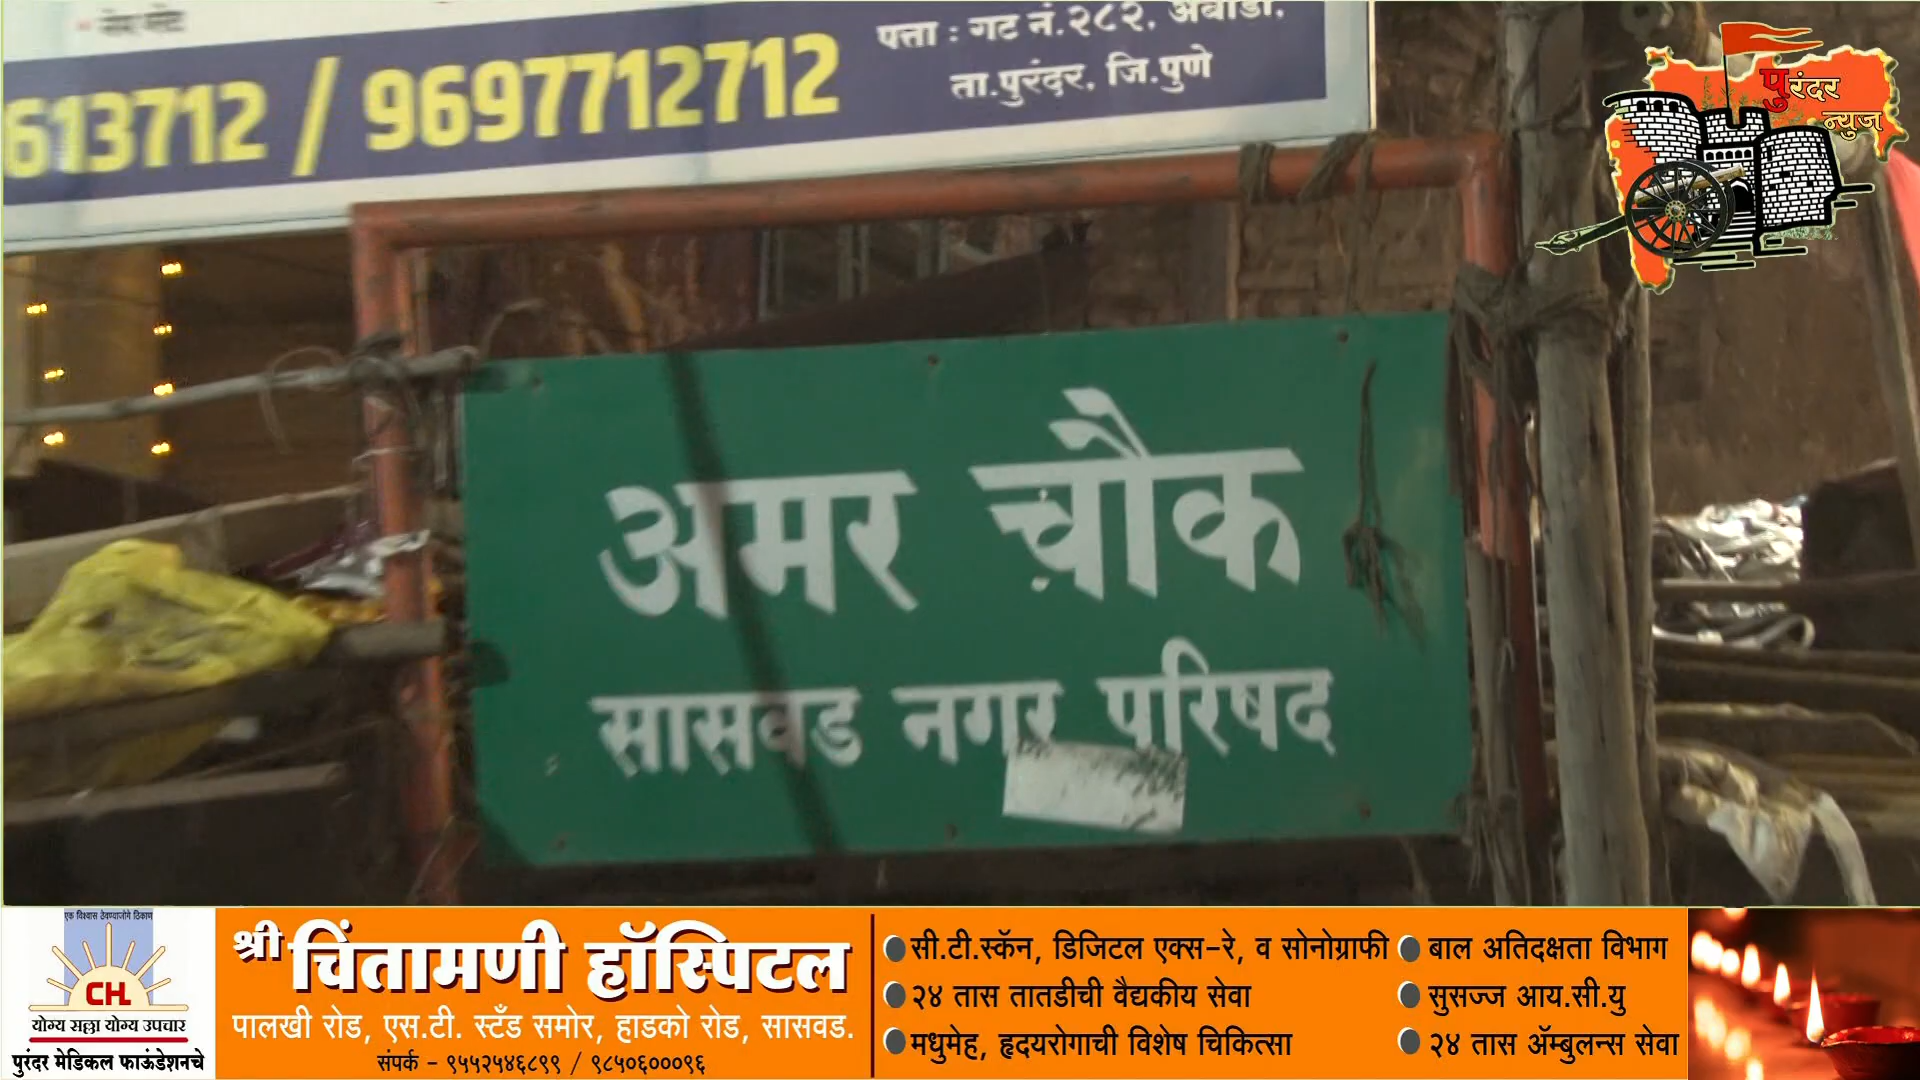 पत्ता : गट नं.२८२, अंबोडी,
613712 / 9697712712
ता.पुरंदर, जि.पुणे
पुरंदर
न्युज
अमर चौक
सासवड नगर परिषद
एक विश्वास ठेवण्याजोगे ठिकाण
CH.
योग्य सल्ला योग्य उपचार
पुरंदर मेडिकल फाऊंडेशनचे
श्री चिंतामणी हॉस्पिटल
पालखी रोड, एस.टी. स्टँड समोर, हाडको रोड, सासवड.
संपर्क - ९५५२५४६८९९ / ९८५०६०००९६
सी.टी.स्कॅन, डिजिटल एक्स-रे, व सोनोग्राफी
२४ तास तातडीची वैद्यकीय सेवा
मधुमेह, हृदयरोगाची विशेष चिकित्सा
बाल अतिदक्षता विभाग
सुसज्ज आय.सी.यु
२४ तास ॲम्बुलन्स सेवा